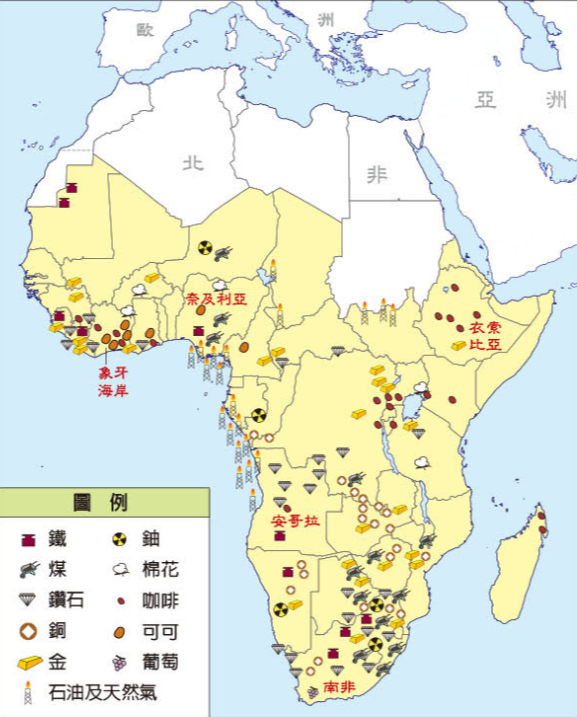 歐
洲
亞 洲
北
非
奈及利亞
衣索
比亞
象牙
海岸
安哥拉
南非
圖 例
鐵
鈾
煤
棉花
鑽石
咖啡
銅
可可
金
葡萄
石油及天然氣